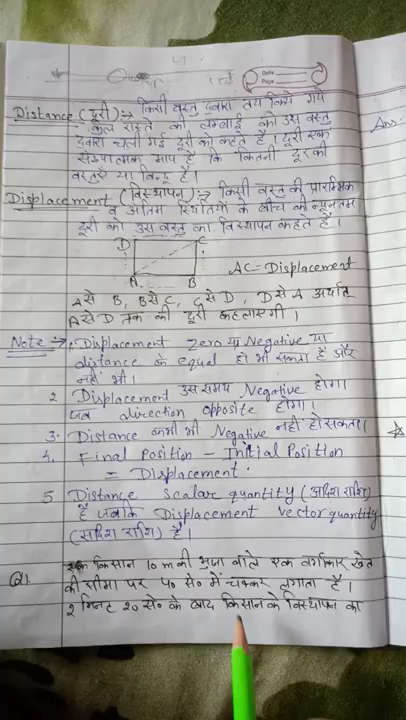 Date
Page
Distance (दूरी) :→ किसी वस्तु द्वारा तय किये गये
कुल रास्ते की लम्बाई को उस वस्तु
द्वारा चली गई दूरी को कहते है । दूरी एक
संख्यात्मक माप है कि कितनी दूर की
वस्तुएँ या बिन्दू है ।
Displacement (विस्थापन) :→ किसी वस्तु की प्रारम्भिक
व अंतिम स्थितियों के बीच की न्यूनतम
दूरी को उस वस्तु का विस्थापन कहते हैं ।
D C
A B
AC = Displacement
A से B, B से C, C से D, D से A अर्थात
A से D तक की दूरी कहलाएगी ।
Note → 1. Displacement zero या Negative या
distance के equal हो भी सकता है और
नहीं भी ।
2 Displacement उस समय Negative होगा
जब direction opposite होगा ।
3. Distance कभी भी Negative नहीं हो सकता ।
4. Final Position – Initial Position
= Displacement.
5 Distance Scalar quantity (अदिश राशि)
है जबकि Displacement vector quantity
(सदिश राशि) है ।
Q1. एक किसान 10 m की भुजा वाले एक वर्गाकार खेत
की सीमा पर 40 से० में चक्कर लगाता है ।
2 मिनट 20 से० के बाद किसान के विस्थापन का
Ans: